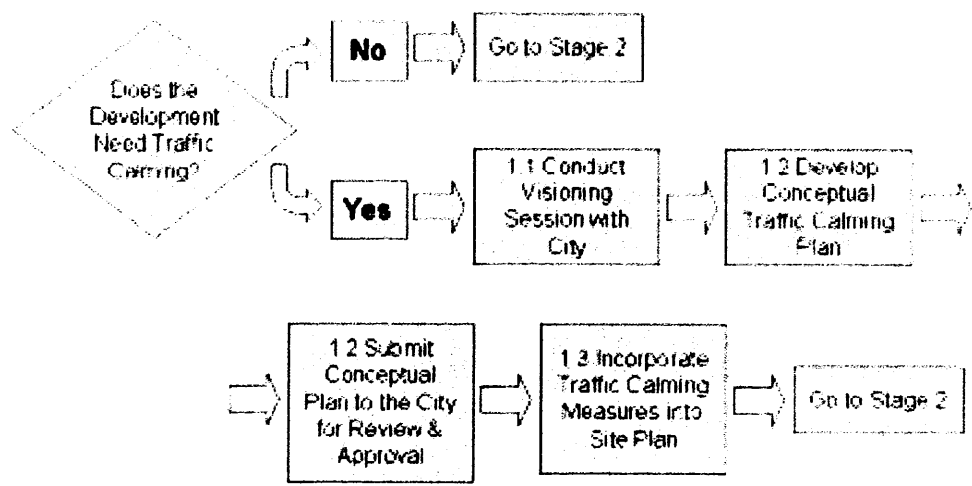 No
Go to Stage 2
Does the
Development
Need Traffic
Calming?
Yes
1.1 Conduct
Visioning
Session with
City
1.2 Develop
Conceptual
Traffic Calming
Plan
1.2 Submit
Conceptual
Plan to the City
for Review &
Approval
1.3 Incorporate
Traffic Calming
Measures into
Site Plan
Go to Stage 2